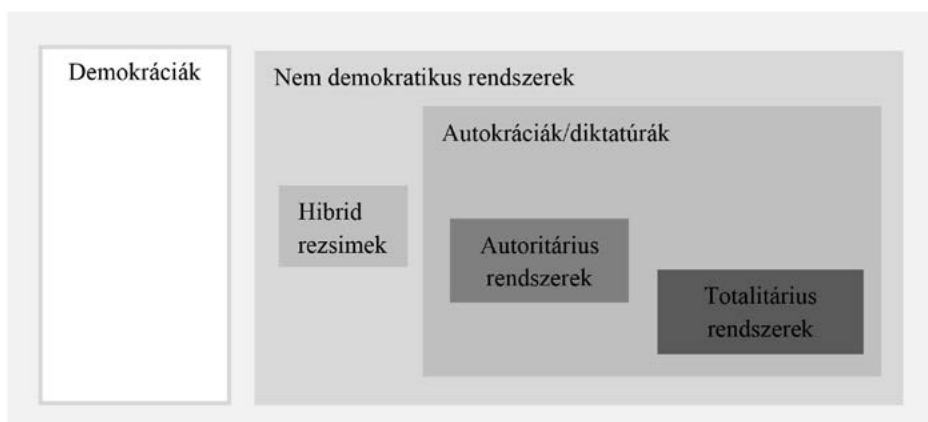 Demokráciák
Nem demokratikus rendszerek
Autokráciák/diktatúrák
Hibrid
rezsimek
Autoritárius
rendszerek
Totalitárius
rendszerek